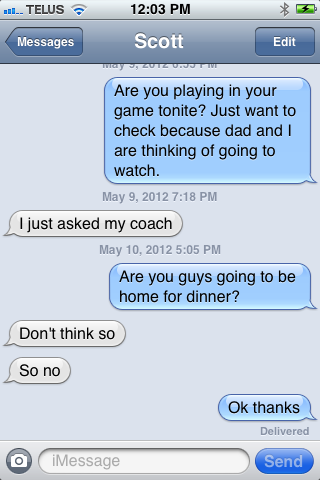 TELUS 12:03 PM
Messages Scott Edit
May 9, 2012 6:53 PM
Are you playing in your
game tonite? Just want to
check because dad and I
are thinking of going to
watch.
May 9, 2012 7:18 PM
I just asked my coach
May 10, 2012 5:05 PM
Are you guys going to be
home for dinner?
Don't think so
So no
Ok thanks
Delivered
iMessage Send